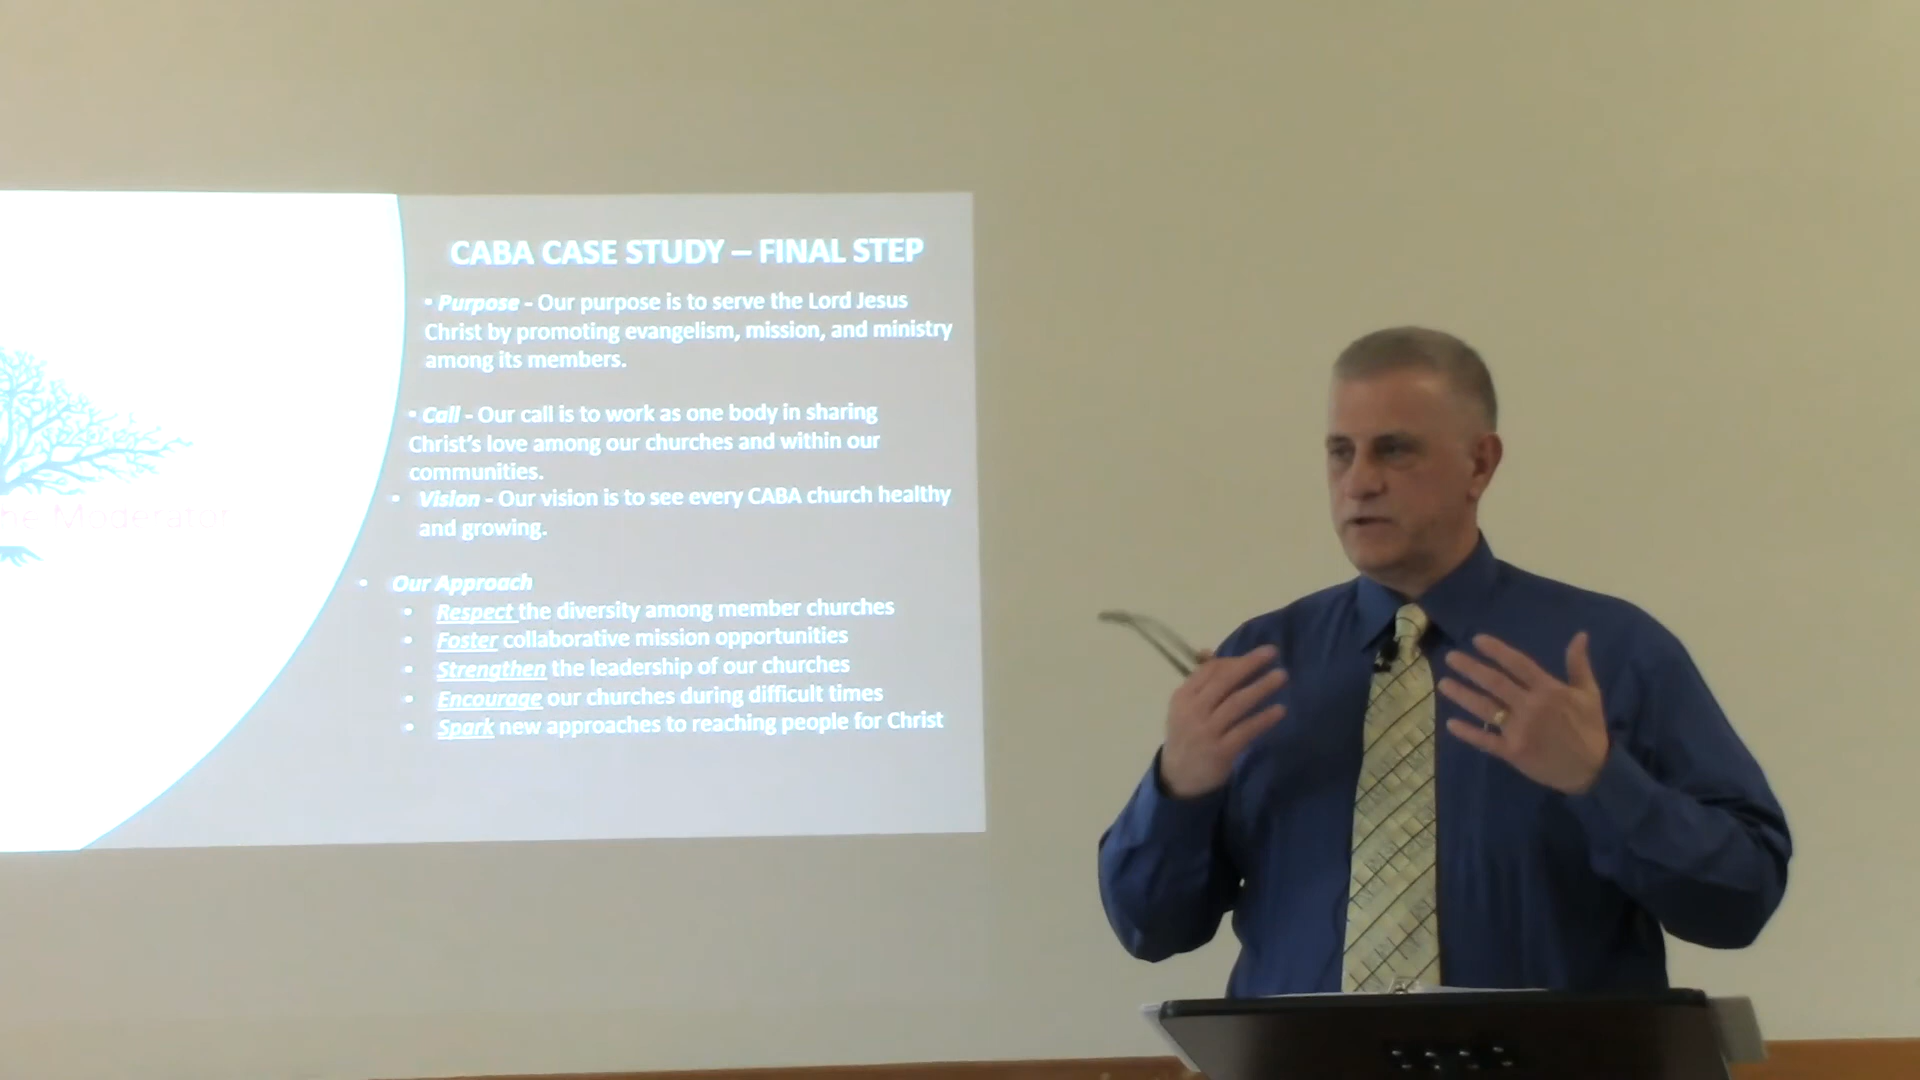 CABA CASE STUDY – FINAL STEP
• Purpose - Our purpose is to serve the Lord Jesus
Christ by promoting evangelism, mission, and ministry
among its members.
• Call - Our call is to work as one body in sharing
Christ's love among our churches and within our
communities.
• Vision - Our vision is to see every CABA church healthy
and growing.
he Moderator
• Our Approach
• Respect the diversity among member churches
• Foster collaborative mission opportunities
• Strengthen the leadership of our churches
• Encourage our churches during difficult times
• Spark new approaches to reaching people for Christ